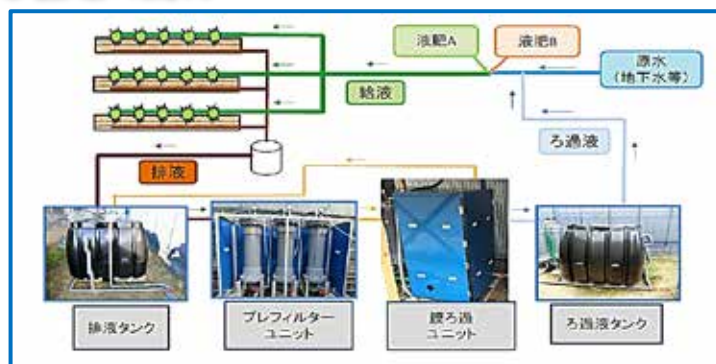 液肥A
液肥B
原水
(地下水等)
給液
ろ過液
排液
排液タンク
プレフィルター
ユニット
膜ろ過
ユニット
ろ過液タンク